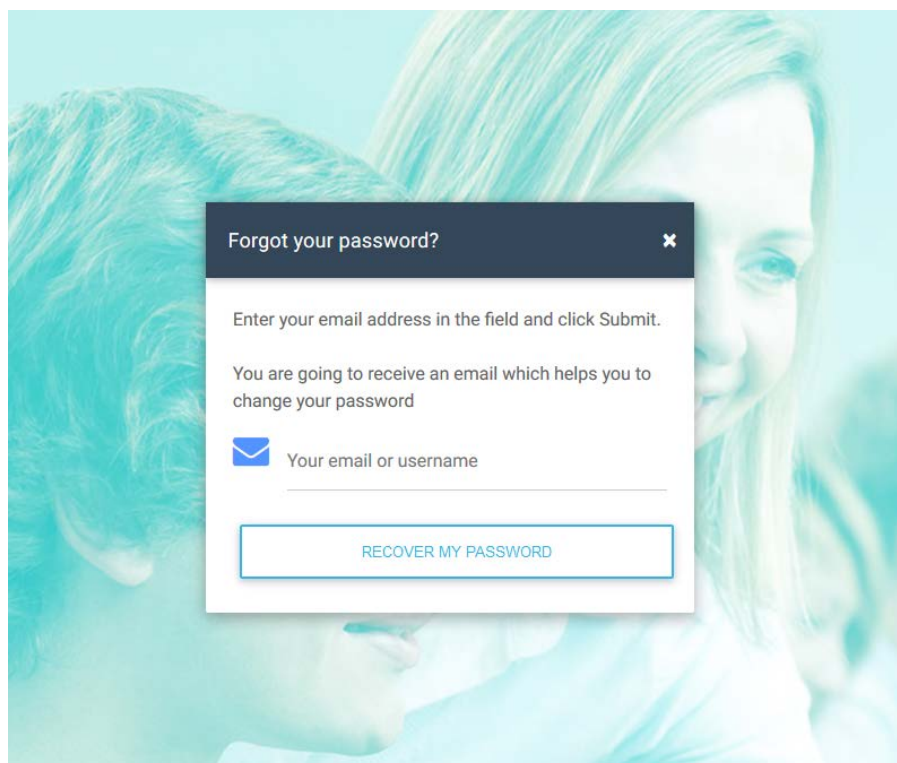 Forgot your password?
Enter your email address in the field and click Submit.
You are going to receive an email which helps you to
change your password
Your email or username
RECOVER MY PASSWORD